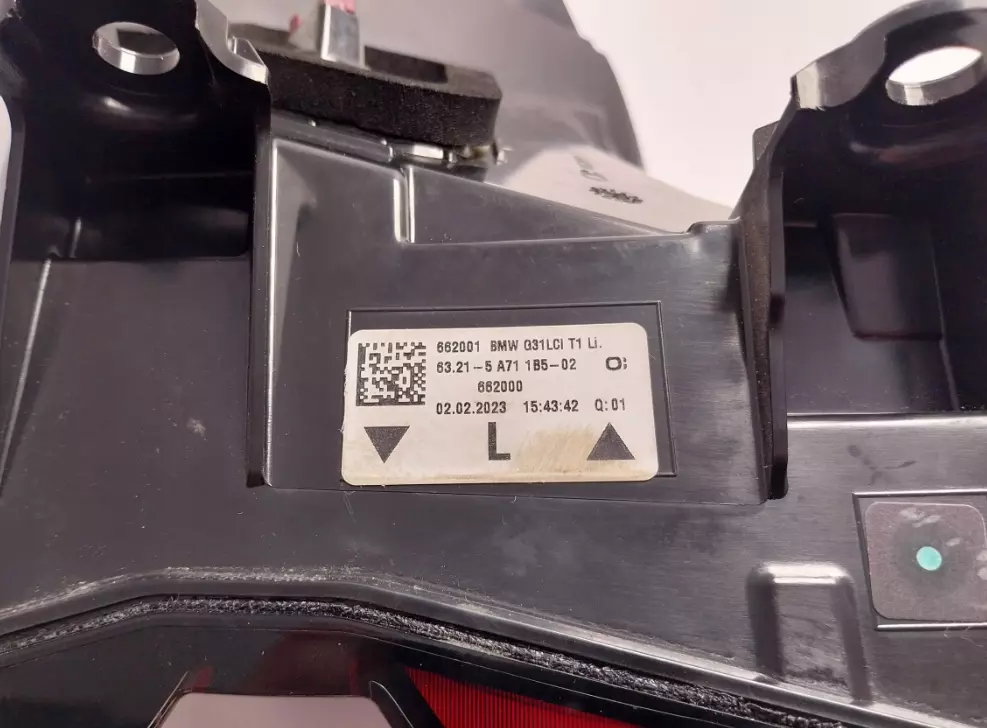 662001 BMW G31LCI T1 Li.
63.21-5 A71 1B5-02
662000
02.02.2023 15:43:42 Q:01
L